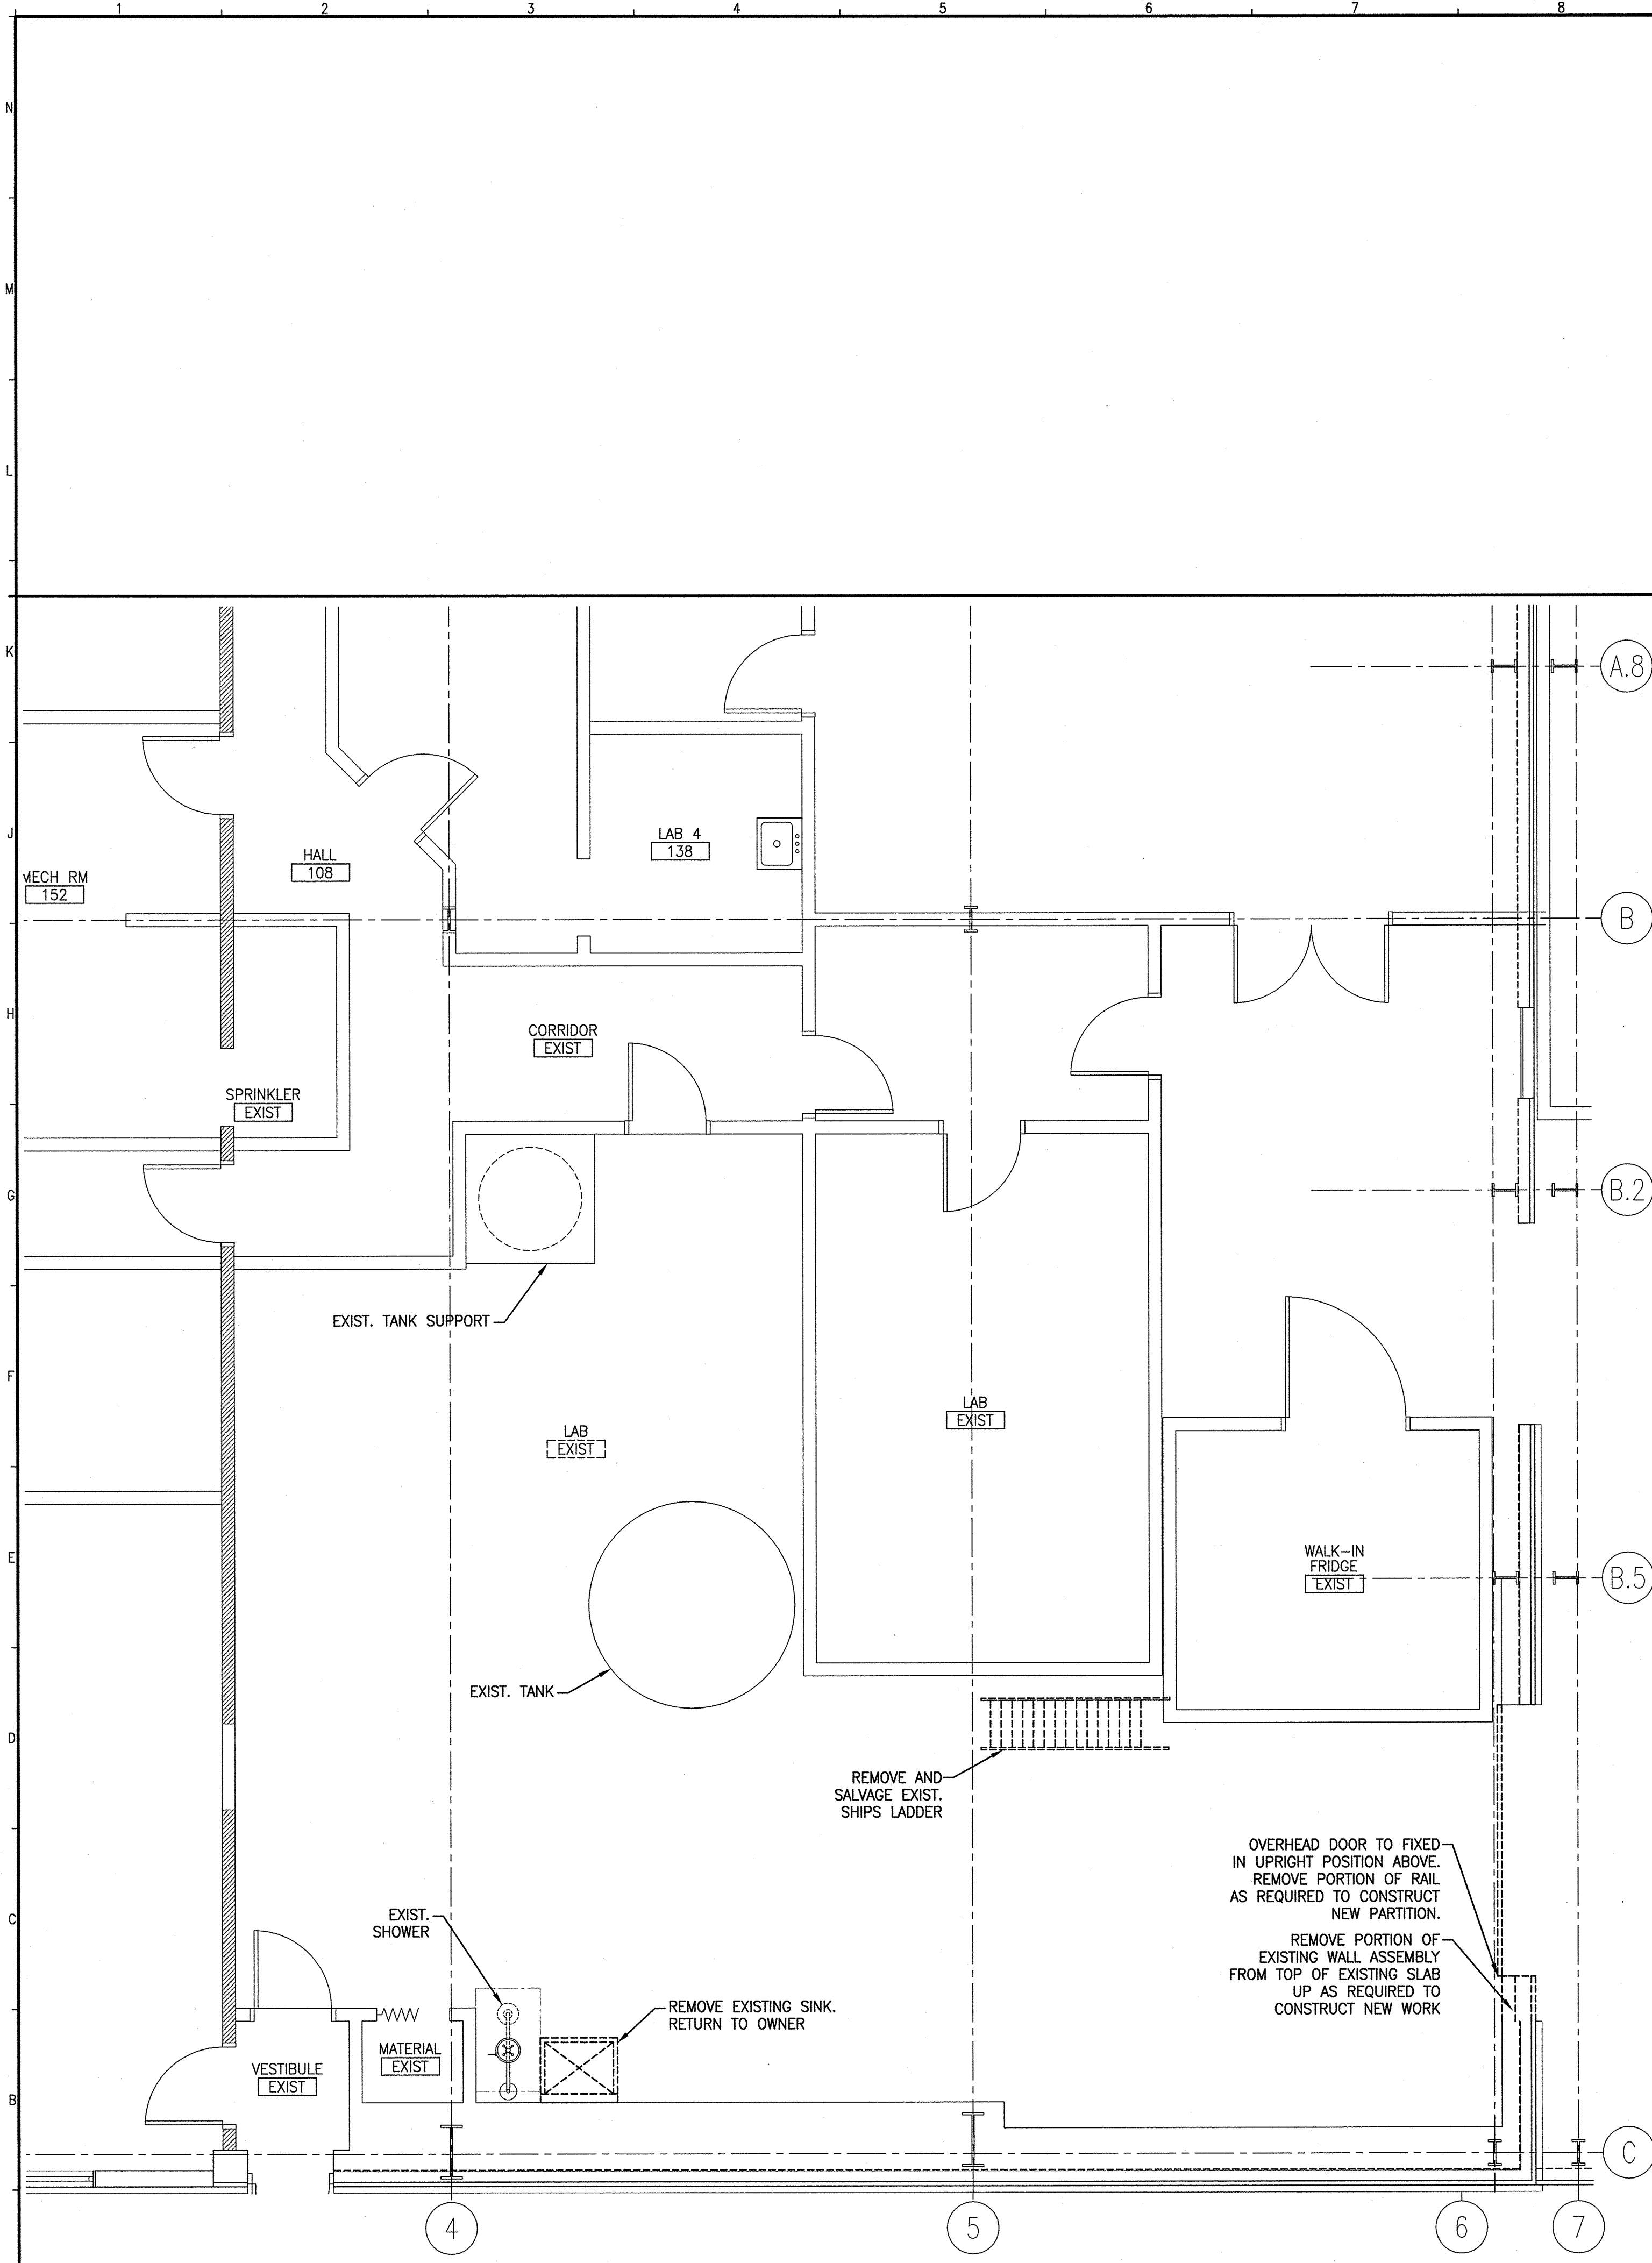 1 2 3 4 5 6 7 8
N
M
L
K
A.8
J
LAB 4
138
HALL
108
MECH RM
152
B
H
CORRIDOR
EXIST
SPRINKLER
EXIST
G
B.2
EXIST. TANK SUPPORT
F
LAB
EXIST
LAB
EXIST
E
WALK-IN
FRIDGE
EXIST
B.5
EXIST. TANK
D
REMOVE AND
SALVAGE EXIST.
SHIPS LADDER
OVERHEAD DOOR TO FIXED
IN UPRIGHT POSITION ABOVE.
REMOVE PORTION OF RAIL
AS REQUIRED TO CONSTRUCT
NEW PARTITION.
C
EXIST.
SHOWER
REMOVE PORTION OF
EXISTING WALL ASSEMBLY
FROM TOP OF EXISTING SLAB
UP AS REQUIRED TO
CONSTRUCT NEW WORK
REMOVE EXISTING SINK.
RETURN TO OWNER
MATERIAL
EXIST
VESTIBULE
EXIST
B
C
4
5
6
7